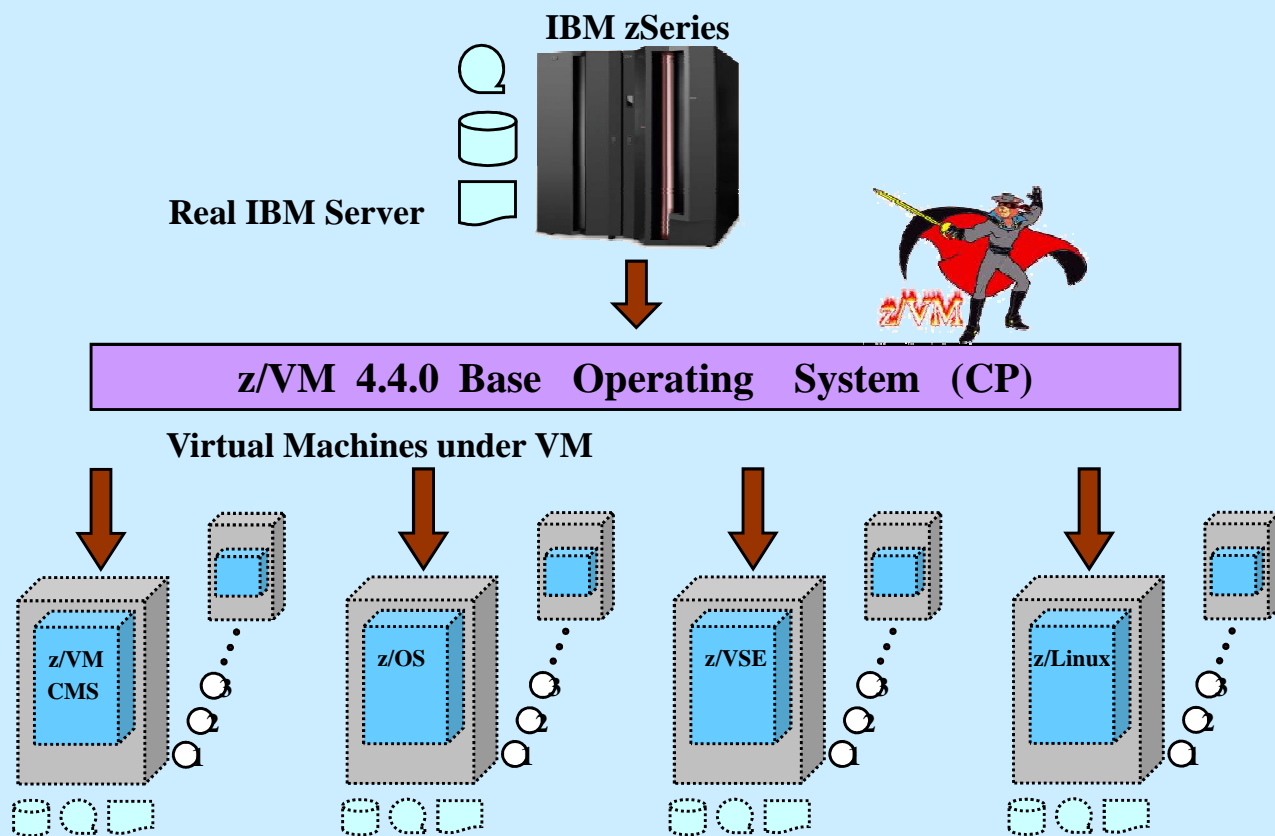 IBM zSeries
Real IBM Server
z/VM
z/VM 4.4.0 Base Operating System (CP)
Virtual Machines under VM
z/VM
CMS
3
2
1
z/OS
3
2
1
z/VSE
3
2
1
z/Linux
3
2
1